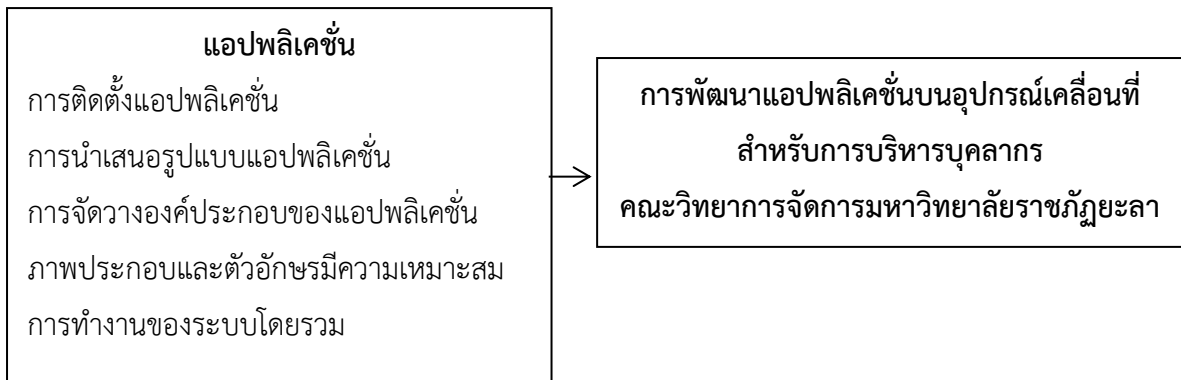 แอปพลิเคชั่น
การติดตั้งแอปพลิเคชั่น
การนำเสนอรูปแบบแอปพลิเคชั่น
การจัดวางองค์ประกอบของแอปพลิเคชั่น
ภาพประกอบและตัวอักษรมีความเหมาะสม
การทำงานของระบบโดยรวม
การพัฒนาแอปพลิเคชั่นบนอุปกรณ์เคลื่อนที่
สำหรับการบริหารบุคลากร
คณะวิทยาการจัดการมหาวิทยาลัยราชภัฏยะลา